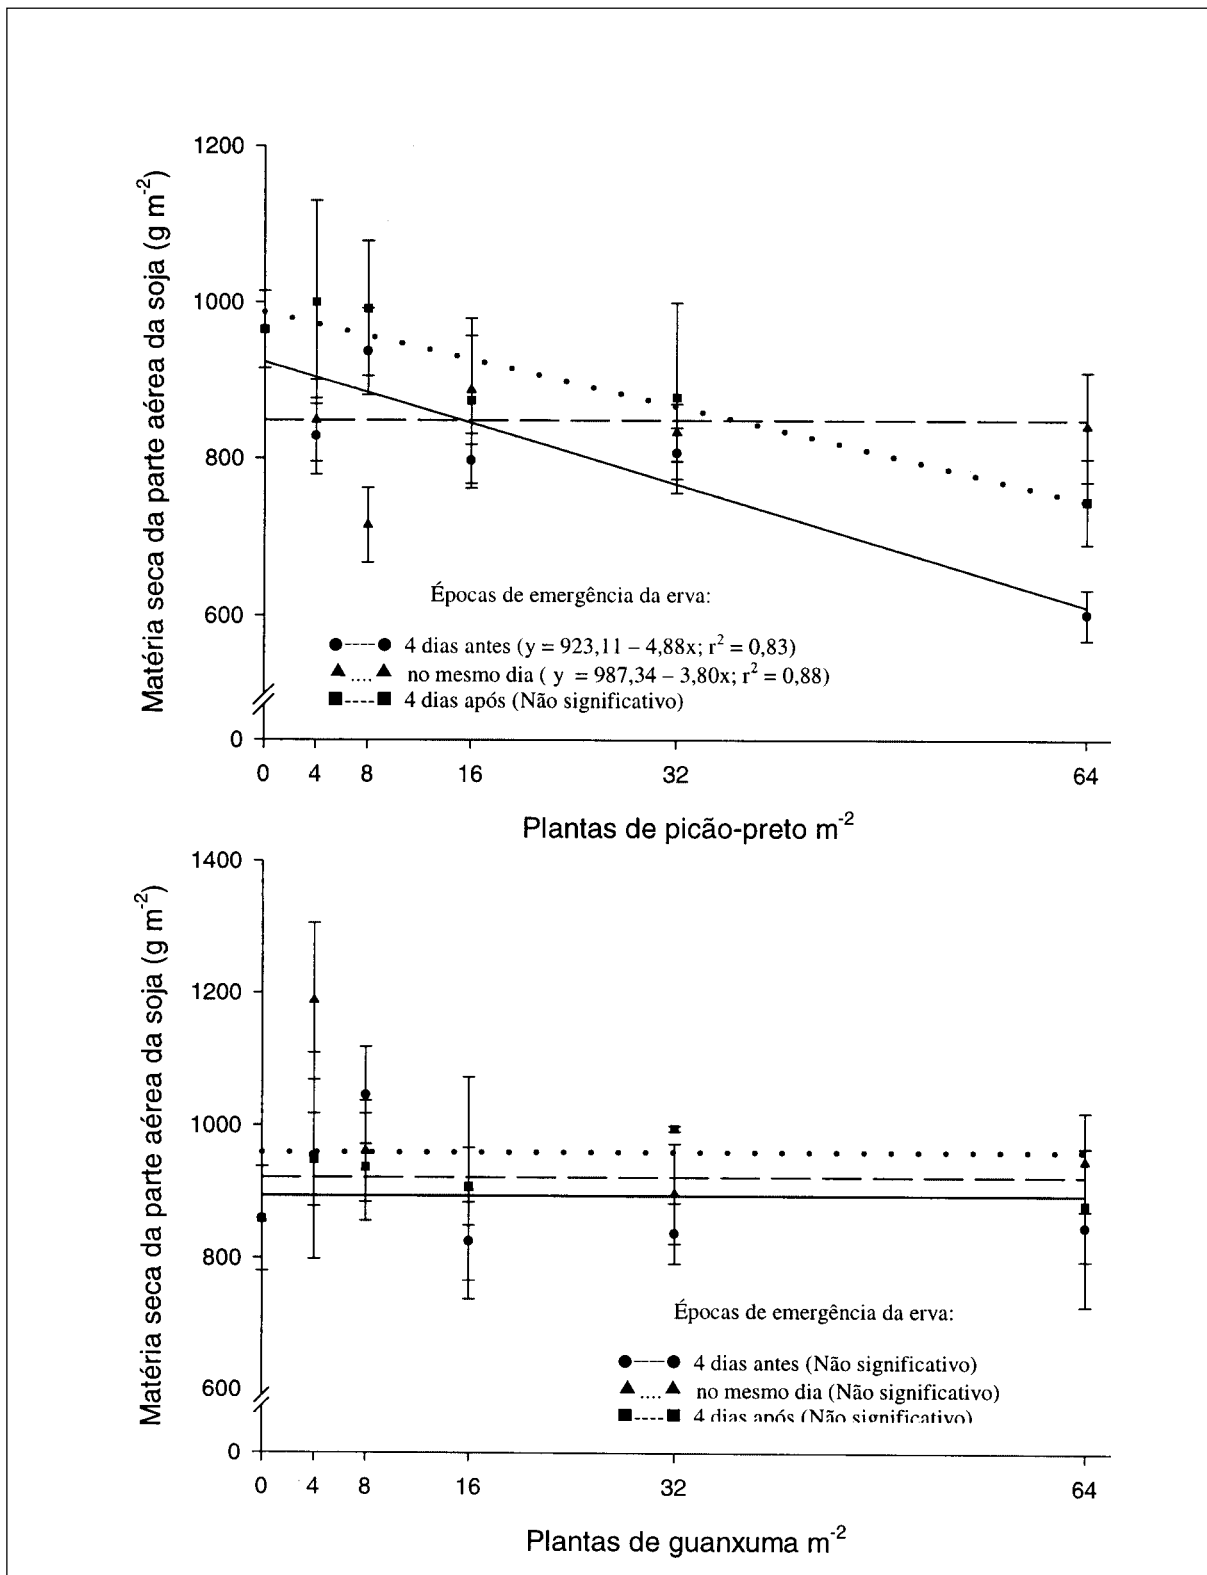 1200
1000
800
600
0
Matéria seca da parte aérea da soja (g m⁻²)
Épocas de emergência da erva:
4 dias antes (y = 923,11 – 4,88x; r² = 0,83)
.... no mesmo dia ( y = 987,34 – 3,80x; r² = 0,88)
---- 4 dias após (Não significativo)
0 4 8 16 32 64
Plantas de picão-preto m⁻²
1400
1200
1000
800
600
0
Matéria seca da parte aérea da soja (g m⁻²)
Épocas de emergência da erva:
4 dias antes (Não significativo)
.... no mesmo dia (Não significativo)
---- 4 dias após (Não significativo)
0 4 8 16 32 64
Plantas de guanxuma m⁻²